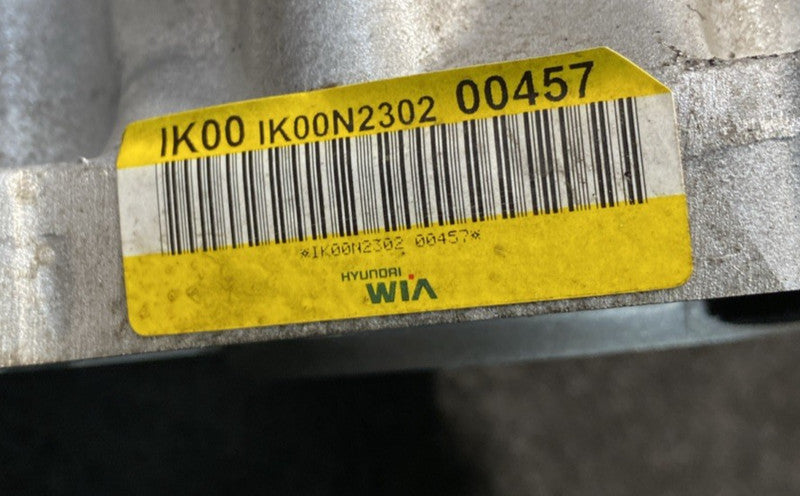 IK00 IK00N2302 00457
*IK00N2302 00457*
HYUNDAI
WIA